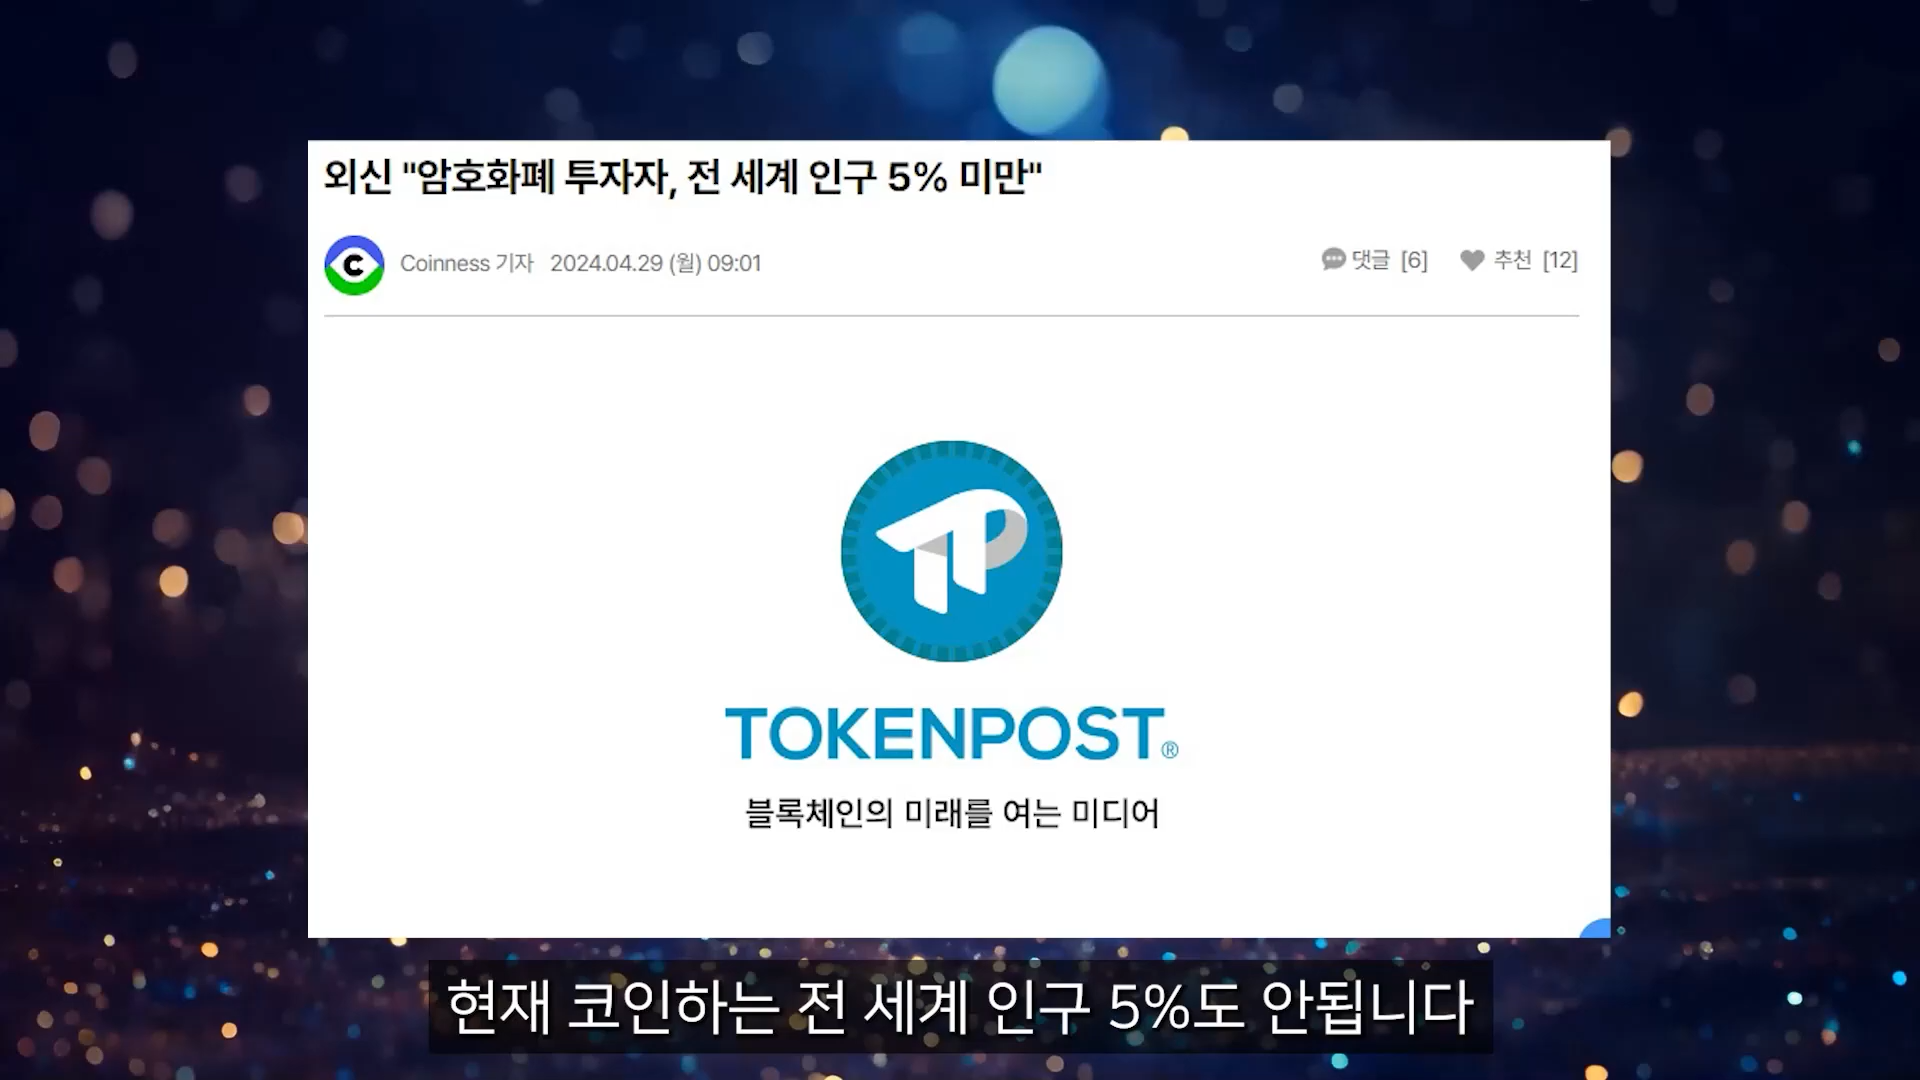 외신 "암호화폐 투자자, 전 세계 인구 5% 미만"
C
Coinness 기자 2024.04.29 (월) 09:01
댓글 [6] 추천 [12]
TP
TOKENPOST®
블록체인의 미래를 여는 미디어
현재 코인하는 전 세계 인구 5%도 안됩니다